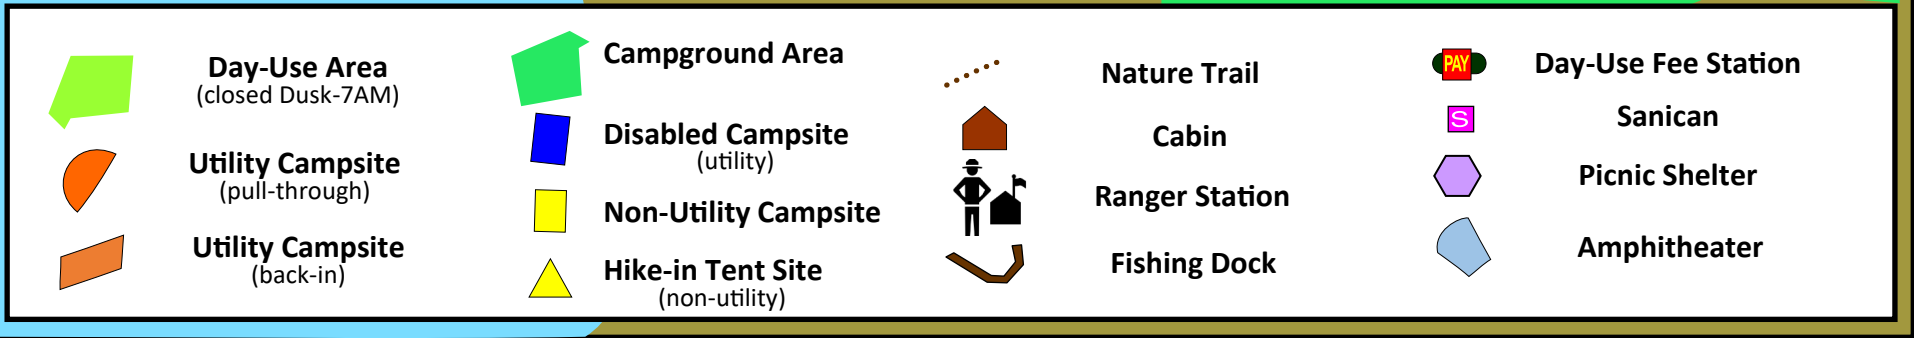 Day-Use Area
(closed Dusk-7AM)
Utility Campsite
(pull-through)
Utility Campsite
(back-in)
Campground Area
Disabled Campsite
(utility)
Non-Utility Campsite
Hike-in Tent Site
(non-utility)
Nature Trail
Cabin
Ranger Station
Fishing Dock
PAY
Day-Use Fee Station
S
Sanican
Picnic Shelter
Amphitheater